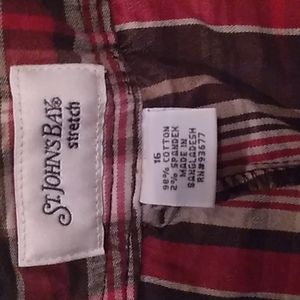 ST. JOHN'S BAY
stretch
16
98% COTTON
2% SPANDEX
MADE IN
BANGLADESH
RN#93677